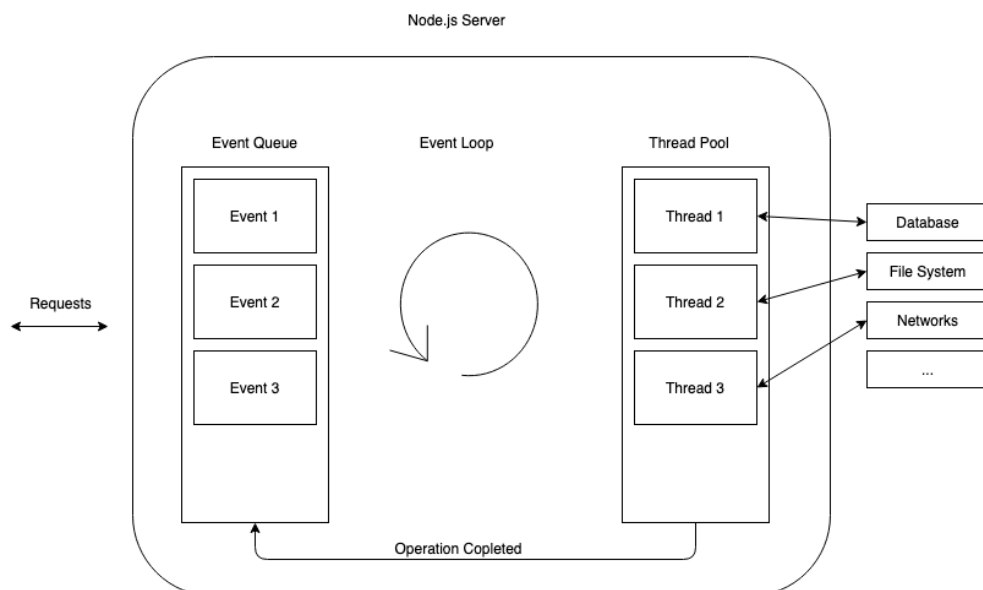 Node.js Server
Event Queue
Event Loop
Thread Pool
Event 1
Event 2
Event 3
Requests
Thread 1
Thread 2
Thread 3
Database
File System
Networks
...
Operation Copleted